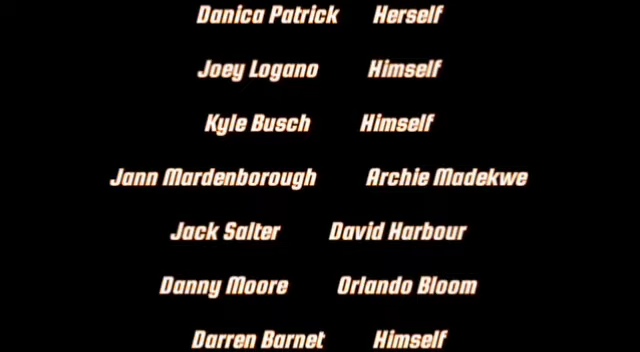 Danica Patrick Herself
Joey Logano Himself
Kyle Busch Himself
Jann Mardenborough Archie Madekwe
Jack Salter David Harbour
Danny Moore Orlando Bloom
Darren Barnet Himself